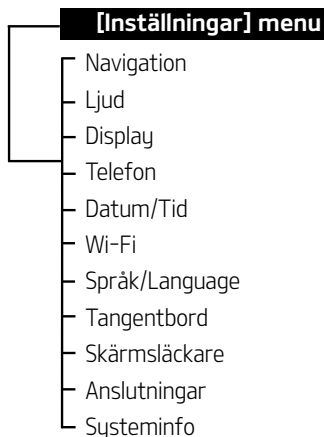 [Inställningar] menu
Navigation
Ljud
Display
Telefon
Datum/Tid
Wi-Fi
Språk/Language
Tangentbord
Skärmsläckare
Anslutningar
Systeminfo